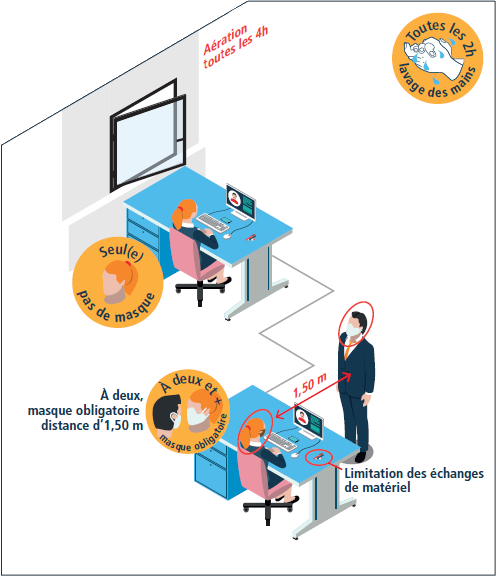 Aération
toutes les 4h
Toutes les 2h
lavage des mains
Seul(e)
pas de masque
À deux,
masque obligatoire
distance d'1,50 m
À deux et +
masque obligatoire
1,50 m
Limitation des échanges
de matériel